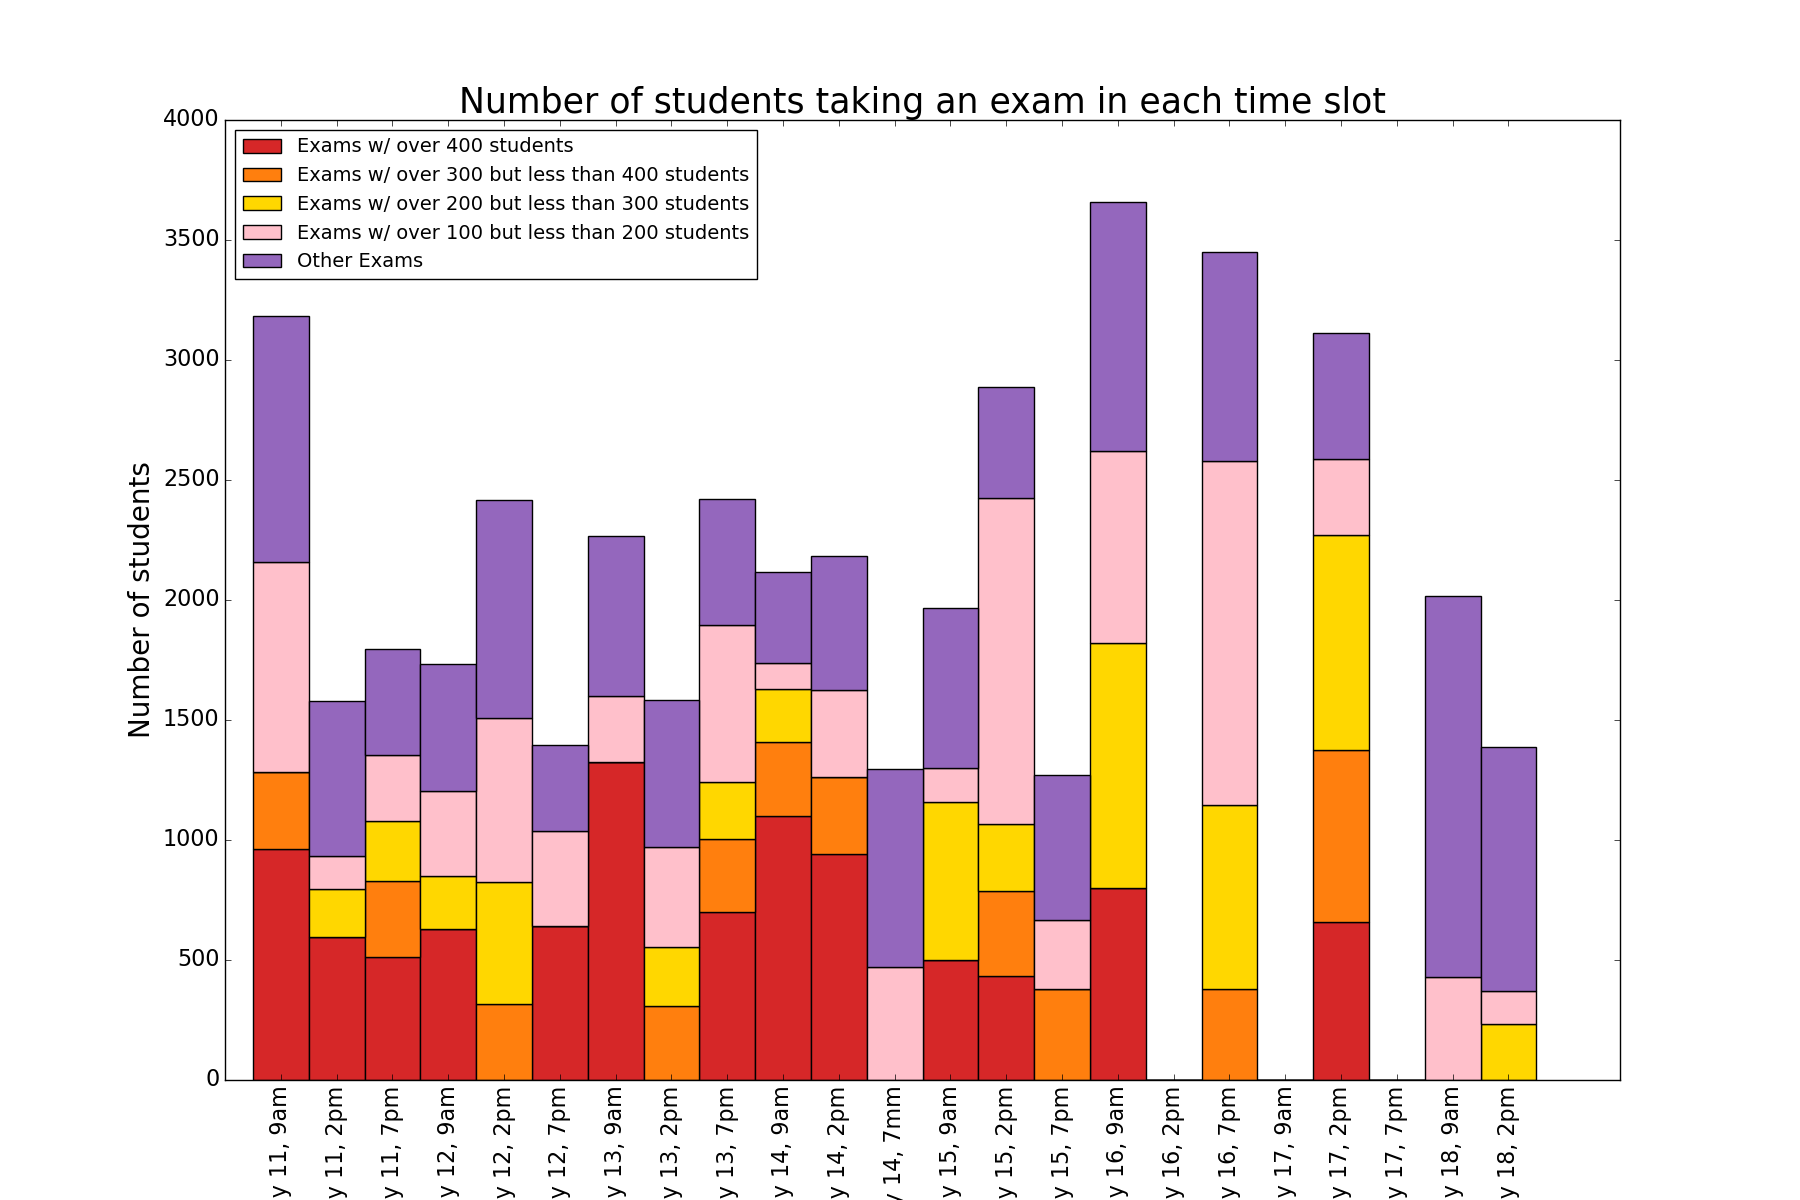 Number of students taking an exam in each time slot
4000
3500
3000
2500
2000
1500
1000
500
0
Number of students
Exams w/ over 400 students
Exams w/ over 300 but less than 400 students
Exams w/ over 200 but less than 300 students
Exams w/ over 100 but less than 200 students
Other Exams
y 11, 9am
y 11, 2pm
y 11, 7pm
y 12, 9am
y 12, 2pm
y 12, 7pm
y 13, 9am
y 13, 2pm
y 13, 7pm
y 14, 9am
y 14, 2pm
y 14, 7mm
y 15, 9am
y 15, 2pm
y 15, 7pm
y 16, 9am
y 16, 2pm
y 16, 7pm
y 17, 9am
y 17, 2pm
y 17, 7pm
y 18, 9am
y 18, 2pm